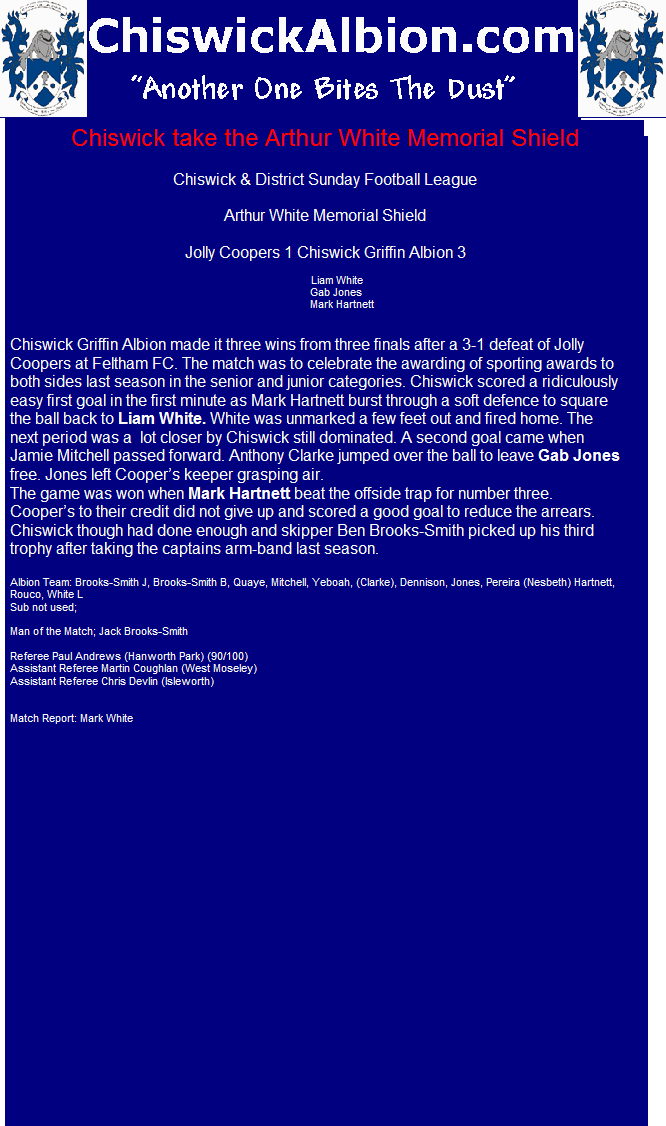 ChiswickAlbion.com
“Another One Bites The Dust”
Chiswick take the Arthur White Memorial Shield
Chiswick & District Sunday Football League
Arthur White Memorial Shield
Jolly Coopers 1 Chiswick Griffin Albion 3
Liam White
Gab Jones
Mark Hartnett
Chiswick Griffin Albion made it three wins from three finals after a 3-1 defeat of Jolly
Coopers at Feltham FC. The match was to celebrate the awarding of sporting awards to
both sides last season in the senior and junior categories. Chiswick scored a ridiculously
easy first goal in the first minute as Mark Hartnett burst through a soft defence to square
the ball back to Liam White. White was unmarked a few feet out and fired home. The
next period was a  lot closer by Chiswick still dominated. A second goal came when
Jamie Mitchell passed forward. Anthony Clarke jumped over the ball to leave Gab Jones
free. Jones left Cooper’s keeper grasping air.
The game was won when Mark Hartnett beat the offside trap for number three.
Cooper’s to their credit did not give up and scored a good goal to reduce the arrears.
Chiswick though had done enough and skipper Ben Brooks-Smith picked up his third
trophy after taking the captains arm-band last season.
Albion Team: Brooks-Smith J, Brooks-Smith B, Quaye, Mitchell, Yeboah, (Clarke), Dennison, Jones, Pereira (Nesbeth) Hartnett,
Rouco, White L
Sub not used;
Man of the Match; Jack Brooks-Smith
Referee Paul Andrews (Hanworth Park) (90/100)
Assistant Referee Martin Coughlan (West Moseley)
Assistant Referee Chris Devlin (Isleworth)
Match Report: Mark White